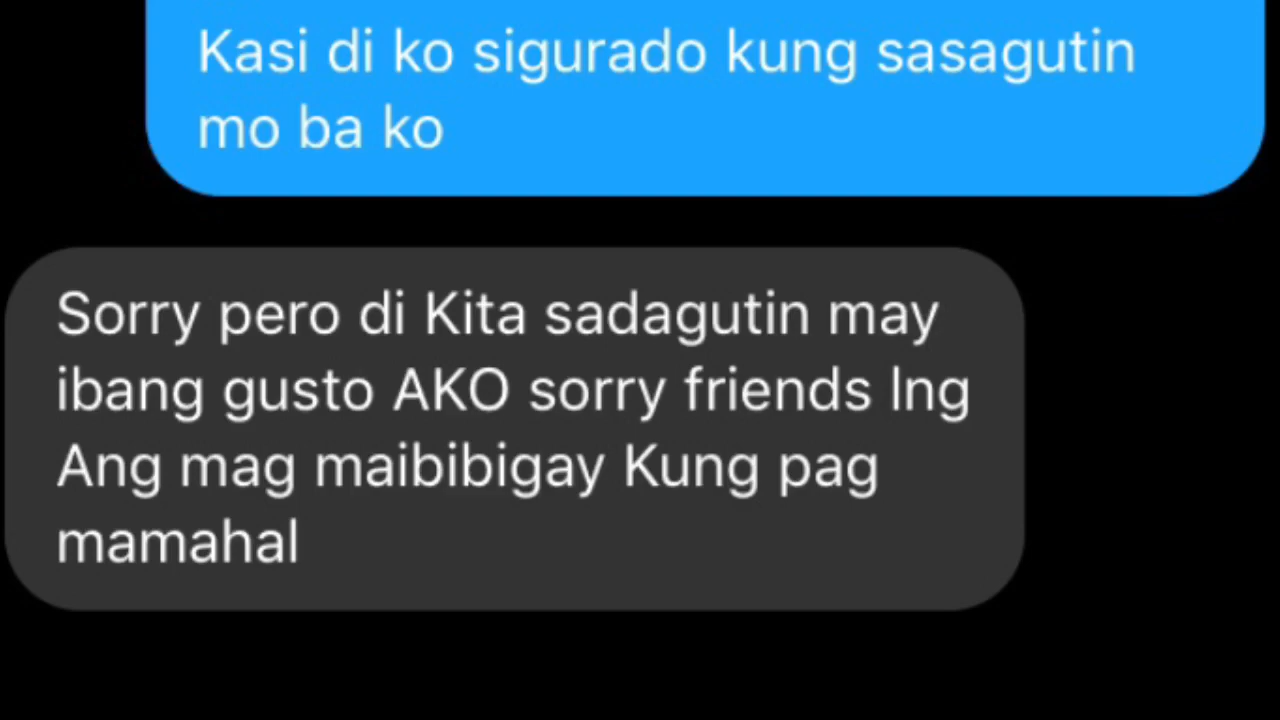 Kasi di ko sigurado kung sasagutin
mo ba ko
Sorry pero di Kita sadagutin may
ibang gusto AKO sorry friends lng
Ang mag maibibigay Kung pag
mamahal